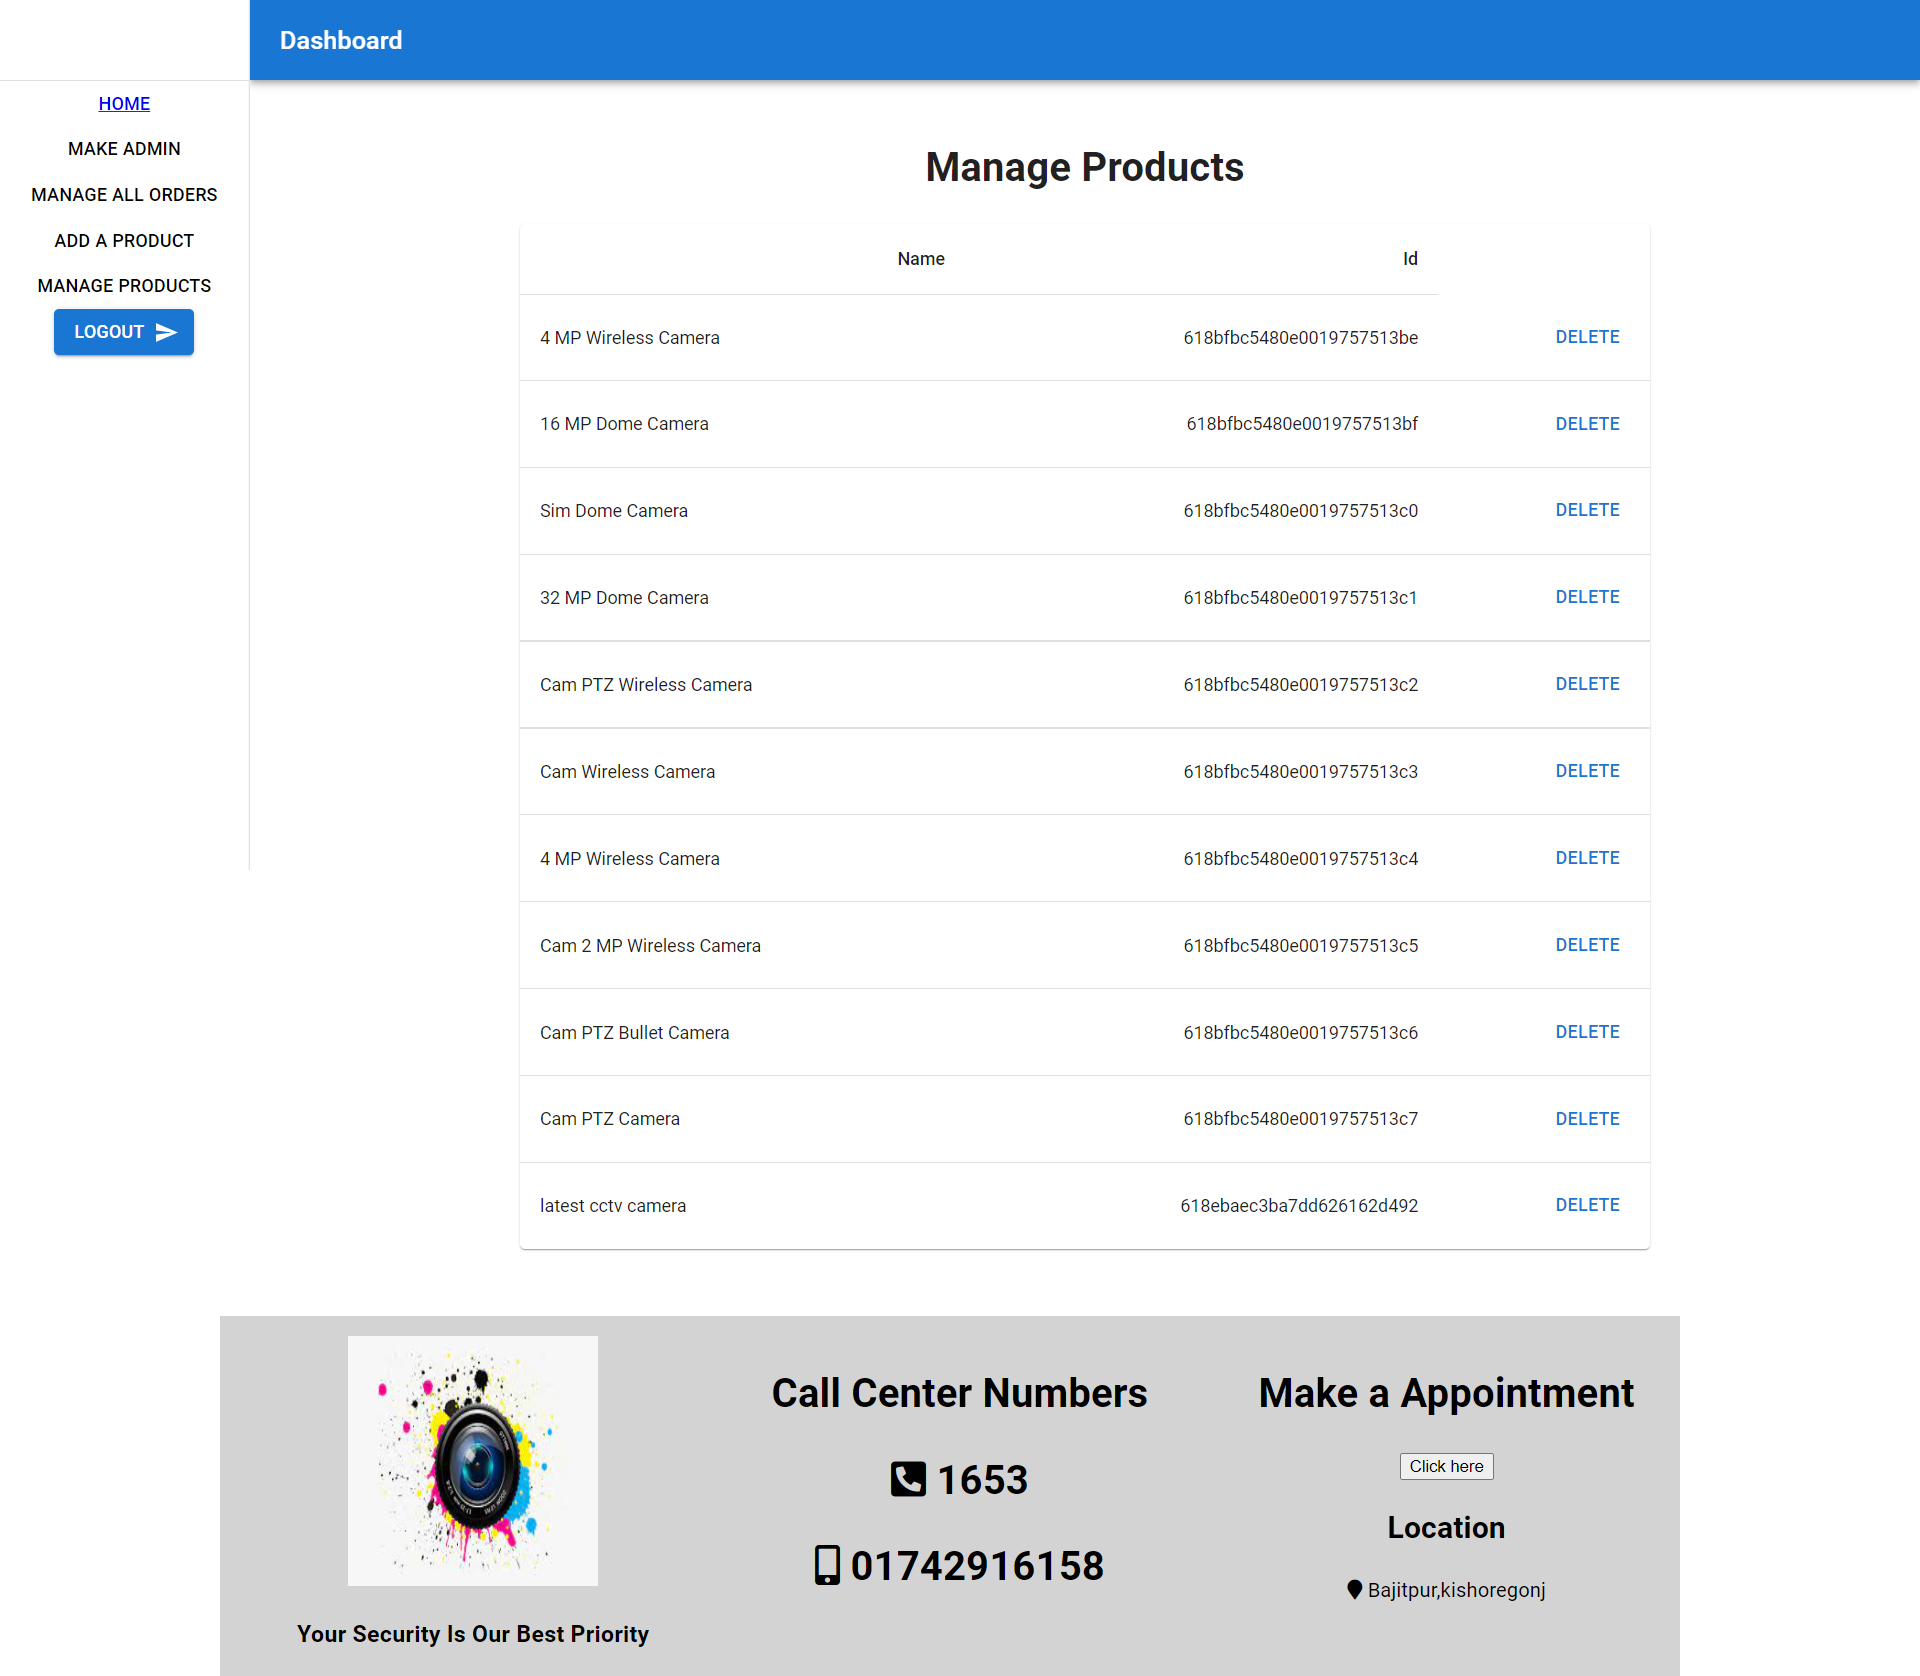 Dashboard
HOME
MAKE ADMIN
MANAGE ALL ORDERS
ADD A PRODUCT
MANAGE PRODUCTS
LOGOUT
Manage Products
Name Id
4 MP Wireless Camera 618bfbc5480e0019757513be DELETE
16 MP Dome Camera 618bfbc5480e0019757513bf DELETE
Sim Dome Camera 618bfbc5480e0019757513c0 DELETE
32 MP Dome Camera 618bfbc5480e0019757513c1 DELETE
Cam PTZ Wireless Camera 618bfbc5480e0019757513c2 DELETE
Cam Wireless Camera 618bfbc5480e0019757513c3 DELETE
4 MP Wireless Camera 618bfbc5480e0019757513c4 DELETE
Cam 2 MP Wireless Camera 618bfbc5480e0019757513c5 DELETE
Cam PTZ Bullet Camera 618bfbc5480e0019757513c6 DELETE
Cam PTZ Camera 618bfbc5480e0019757513c7 DELETE
latest cctv camera 618ebaec3ba7dd626162d492 DELETE
Your Security Is Our Best Priority
Call Center Numbers
1653
01742916158
Make a Appointment
Click here
Location
Bajitpur,kishoregonj